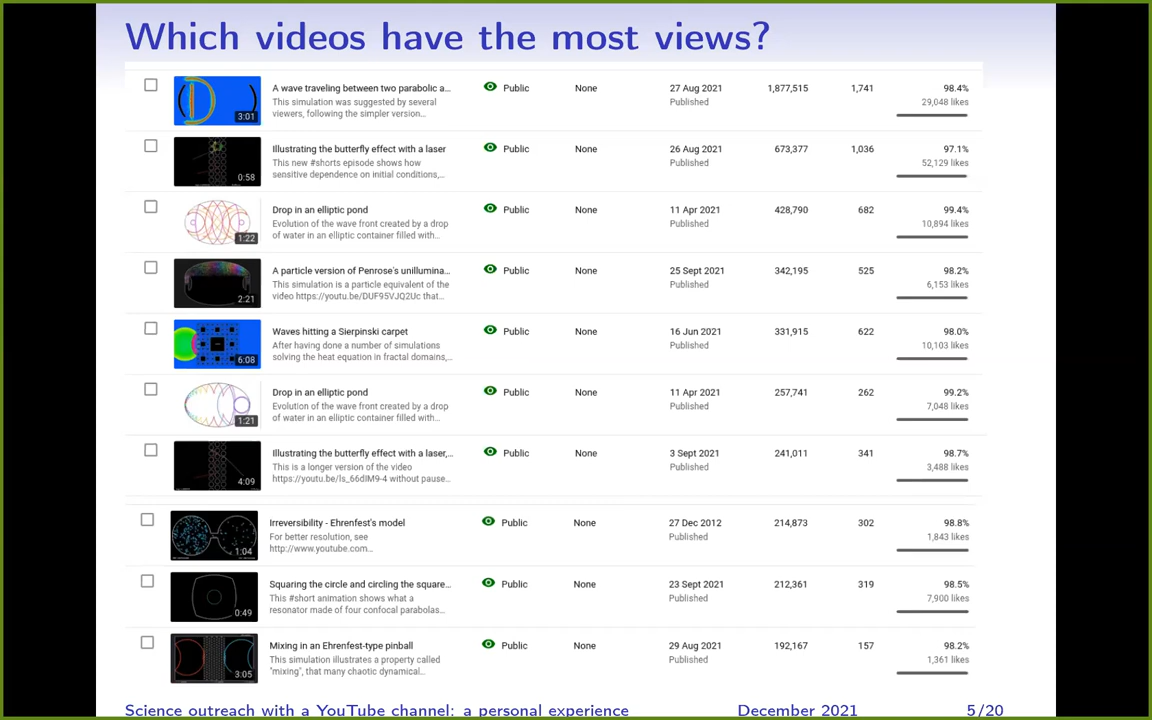 Which videos have the most views?
A wave traveling between two parabolic a... Public None 27 Aug 2021 1,877,515 1,741 98.4%
This simulation was suggested by several Published 29,048 likes
3:01 viewers, following the simpler version...
Illustrating the butterfly effect with a laser Public None 26 Aug 2021 673,377 1,036 97.1%
This new #shorts episode shows how Published 52,129 likes
0:58 sensitive dependence on initial conditions,...
Drop in an elliptic pond Public None 11 Apr 2021 428,790 682 99.4%
Evolution of the wave front created by a drop Published 10,894 likes
1:22 of water in an elliptic container filled with...
A particle version of Penrose's unillumina... Public None 25 Sept 2021 342,195 525 98.2%
This simulation is a particle equivalent of the Published 6,153 likes
2:21 video https://youtu.be/DUF95VJQ2Uc that...
Waves hitting a Sierpinski carpet Public None 16 Jun 2021 331,915 622 98.0%
After having done a number of simulations Published 10,103 likes
6:08 solving the heat equation in fractal domains,...
Drop in an elliptic pond Public None 11 Apr 2021 257,741 262 99.2%
Evolution of the wave front created by a drop Published 7,048 likes
1:21 of water in an elliptic container filled with...
Illustrating the butterfly effect with a laser,... Public None 3 Sept 2021 241,011 341 98.7%
This is a longer version of the video Published 3,488 likes
4:09 https://youtu.be/ls_66dIM9-4 without pause...
Irreversibility - Ehrenfest's model Public None 27 Dec 2012 214,873 302 98.8%
For better resolution, see Published 1,843 likes
1:04 http://www.youtube.com...
Squaring the circle and circling the square... Public None 23 Sept 2021 212,361 319 98.5%
This #short animation shows what a Published 7,900 likes
0:49 resonator made of four confocal parabolas...
Mixing in an Ehrenfest-type pinball Public None 29 Aug 2021 192,167 157 98.2%
This simulation illustrates a property called Published 1,361 likes
3:05 "mixing", that many chaotic dynamical...
Science outreach with a YouTube channel: a personal experience December 2021 5/20